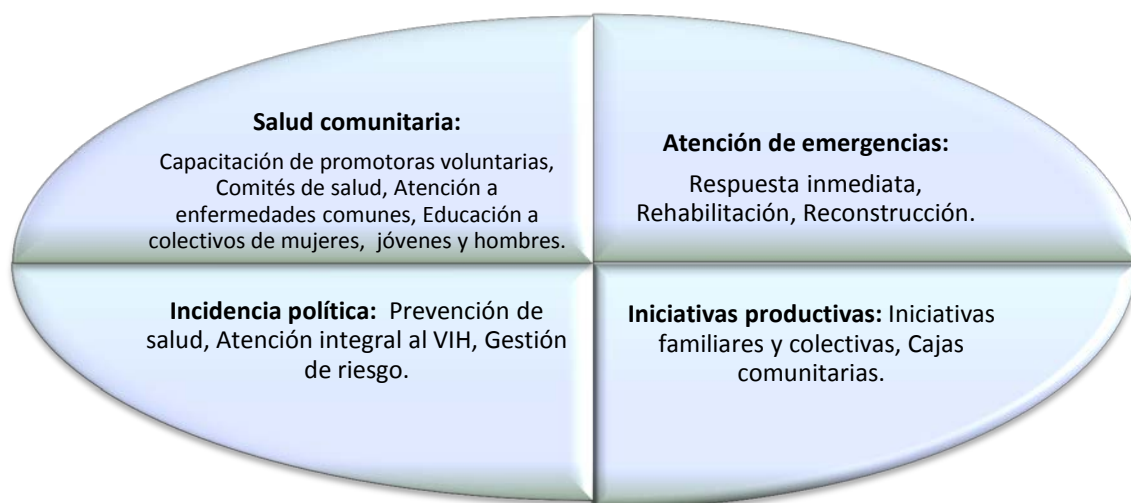 Salud comunitaria:
Capacitación de promotoras voluntarias,
Comités de salud, Atención a
enfermedades comunes, Educación a
colectivos de mujeres, jóvenes y hombres.
Atención de emergencias:
Respuesta inmediata,
Rehabilitación, Reconstrucción.
Incidencia política: Prevención de
salud, Atención integral al VIH, Gestión
de riesgo.
Iniciativas productivas: Iniciativas
familiares y colectivas, Cajas
comunitarias.